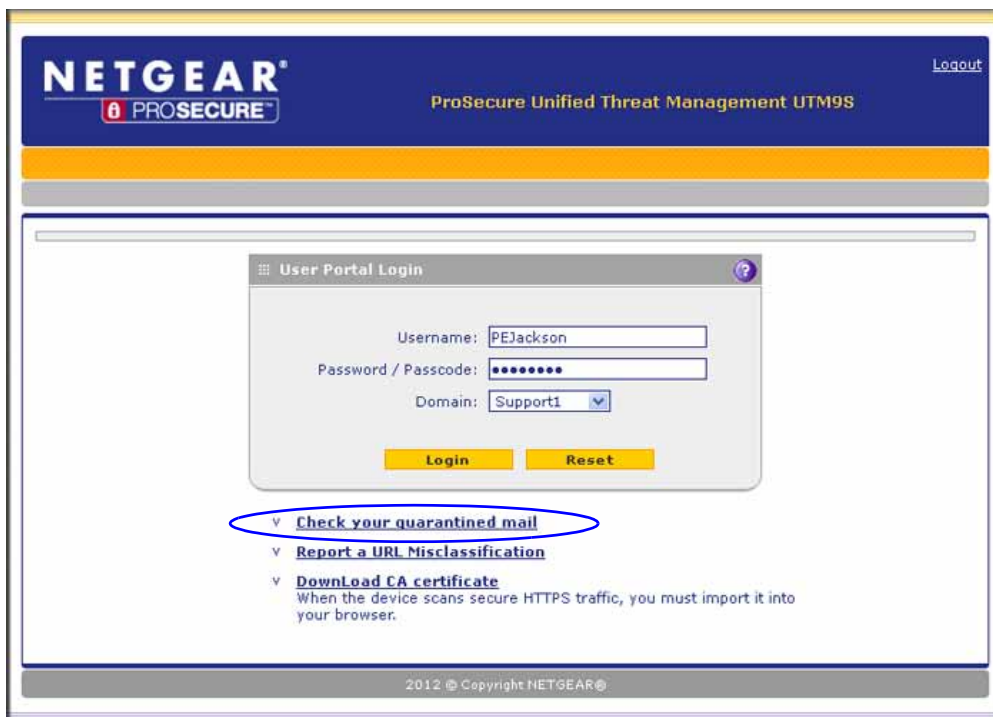 NETGEAR®
PROSECURE™
Logout
ProSecure Unified Threat Management UTM9S
User Portal Login
?
Username: PEJackson
Password / Passcode: ••••••••
Domain: Support1
Login Reset
v Check your quarantined mail
v Report a URL Misclassification
v DownLoad CA certificate
When the device scans secure HTTPS traffic, you must import it into
your browser.
2012 © Copyright NETGEAR®